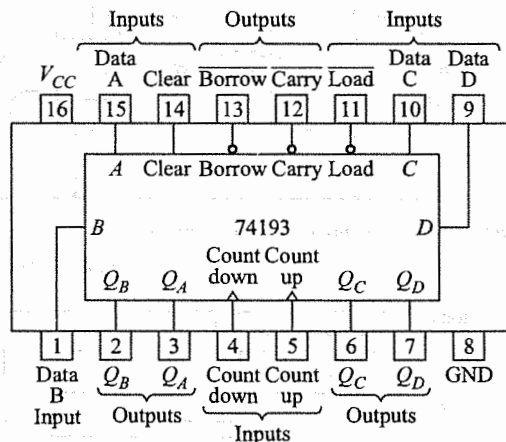 Inputs Outputs Inputs
Data Data Data
V_CC A Clear Borrow Carry Load C D
16 15 14 13 12 11 10 9
A Clear Borrow Carry Load C
B 74193 D
Count Count
Q_B Q_A down up Q_C Q_D
1 2 3 4 5 6 7 8
Data Q_B Q_A Count Count Q_C Q_D GND
B down up
Input Outputs Outputs
Inputs